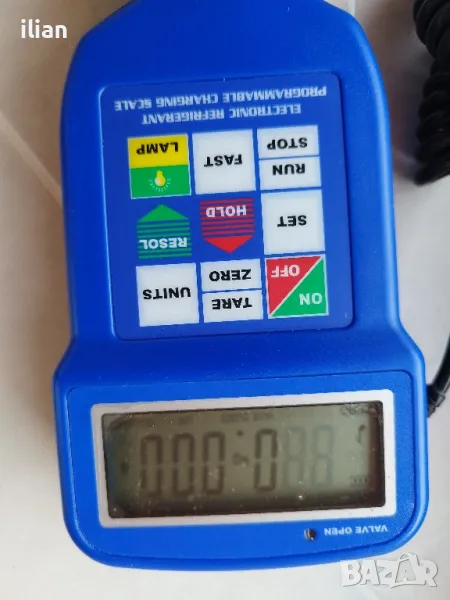 ilian
VALVE OPEN
ON
OFF
TARE
ZERO
UNITS
SET
HOLD
RESOL
RUN
STOP
FAST
LAMP
ELECTRONIC REFRIGERANT
PROGRAMMABLE CHARGING SCALE
BAZAR